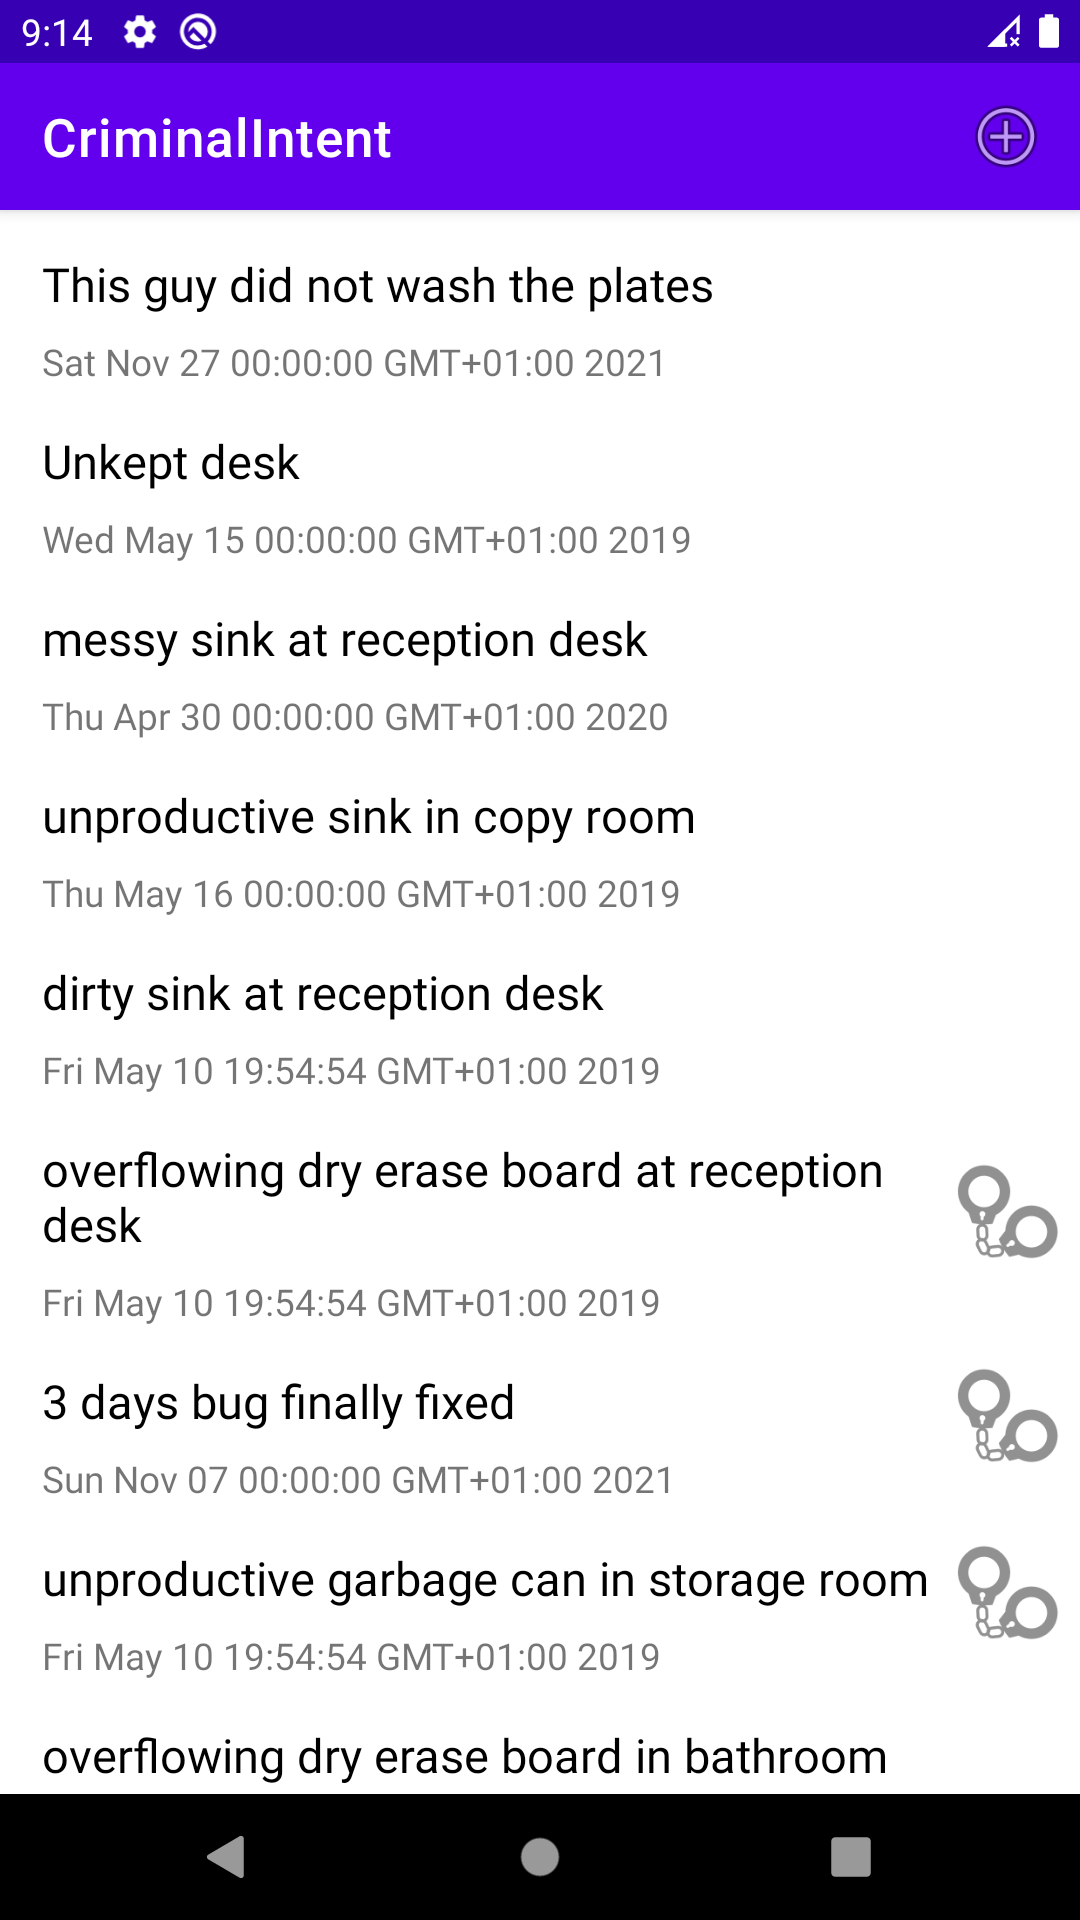 9:14
CriminalIntent
This guy did not wash the plates
Sat Nov 27 00:00:00 GMT+01:00 2021
Unkept desk
Wed May 15 00:00:00 GMT+01:00 2019
messy sink at reception desk
Thu Apr 30 00:00:00 GMT+01:00 2020
unproductive sink in copy room
Thu May 16 00:00:00 GMT+01:00 2019
dirty sink at reception desk
Fri May 10 19:54:54 GMT+01:00 2019
overflowing dry erase board at reception
desk
Fri May 10 19:54:54 GMT+01:00 2019
3 days bug finally fixed
Sun Nov 07 00:00:00 GMT+01:00 2021
unproductive garbage can in storage room
Fri May 10 19:54:54 GMT+01:00 2019
overflowing dry erase board in bathroom